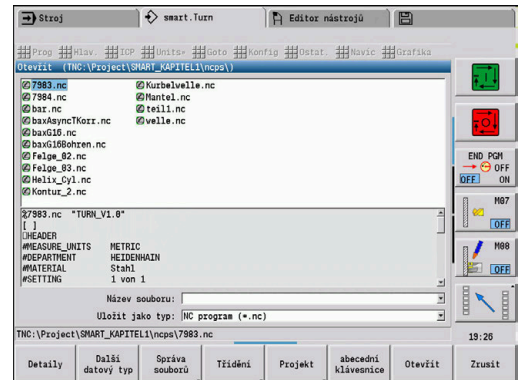 Stroj smart.Turn Editor nástrojů
Prog Hlav. ICP Units» Goto Konfig Ostat. Navíc Grafika
Otevřít (TNC:\Project\SMART_KAPITEL1\ncps\)
7983.nc Kurbelwelle.nc
7984.nc Mantel.nc
bar.nc teil1.nc
baxAsyncTKorr.nc welle.nc
baxG16.nc
baxG16Bohren.nc
Felge_02.nc
Felge_03.nc
Helix_Cyl.nc
Kontur_2.nc
%7983.nc "TURN_V1.0"
[ ]
HEADER
#MEASURE_UNITS METRIC
#DEPARTMENT HEIDENHAIN
#MATERIAL Stahl
#SETTING 1 von 1
Název souboru:
Uložit jako typ: NC program (*.nc)
TNC:\Project\SMART_KAPITEL1\ncps\7983.nc
END PGM
OFF
OFF ON
M07
OFF
M08
OFF
19:26
Detaily Další datový typ Správa souborů Třídění Projekt abecední klávesnice Otevřít Zrusit